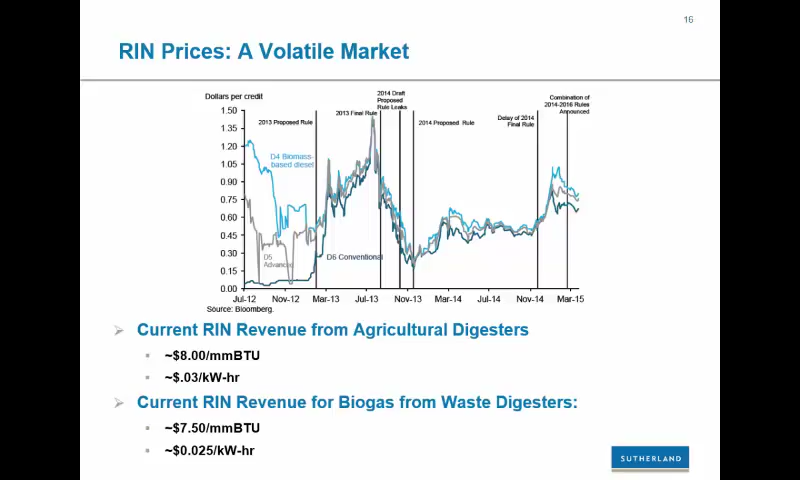 16
RIN Prices: A Volatile Market
Dollars per credit
2013 Proposed Rule
2013 Final Rule
2014 Draft
Proposed
Rule Leaks
2014 Proposed Rule
Delay of 2014
Final Rule
Combination of
2014-2016 Rules
Announced
1.50
1.35
1.20
1.05
0.90
0.75
0.60
0.45
0.30
0.15
0.00
D4 Biomass-
based diesel
D5
Advanced
D6 Conventional
Jul-12 Nov-12 Mar-13 Jul-13 Nov-13 Mar-14 Jul-14 Nov-14 Mar-15
Source: Bloomberg.
Current RIN Revenue from Agricultural Digesters
~$8.00/mmBTU
~$.03/kW-hr
Current RIN Revenue for Biogas from Waste Digesters:
~$7.50/mmBTU
~$0.025/kW-hr
SUTHERLAND